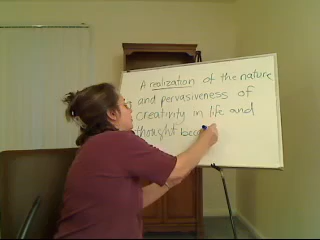 A realization of the nature
and pervasiveness of
creativity in life and
thought beco